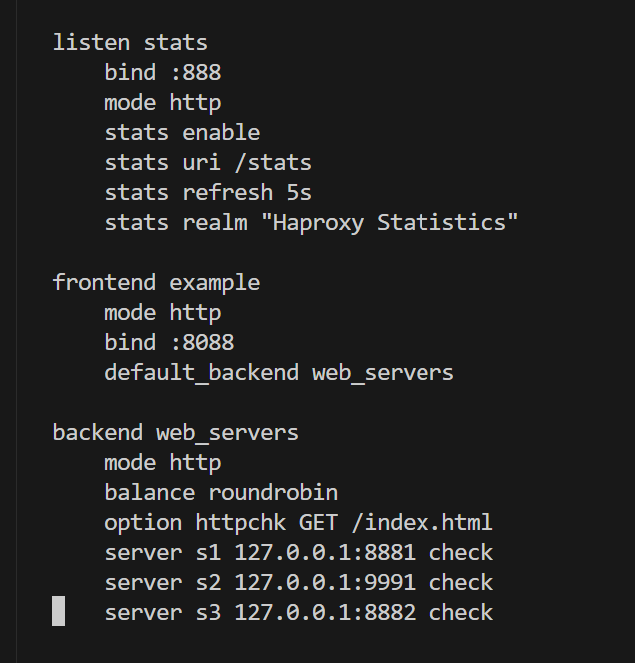 listen stats
    bind :888
    mode http
    stats enable
    stats uri /stats
    stats refresh 5s
    stats realm "Haproxy Statistics"

frontend example
    mode http
    bind :8088
    default_backend web_servers

backend web_servers
    mode http
    balance roundrobin
    option httpchk GET /index.html
    server s1 127.0.0.1:8881 check
    server s2 127.0.0.1:9991 check
    server s3 127.0.0.1:8882 check